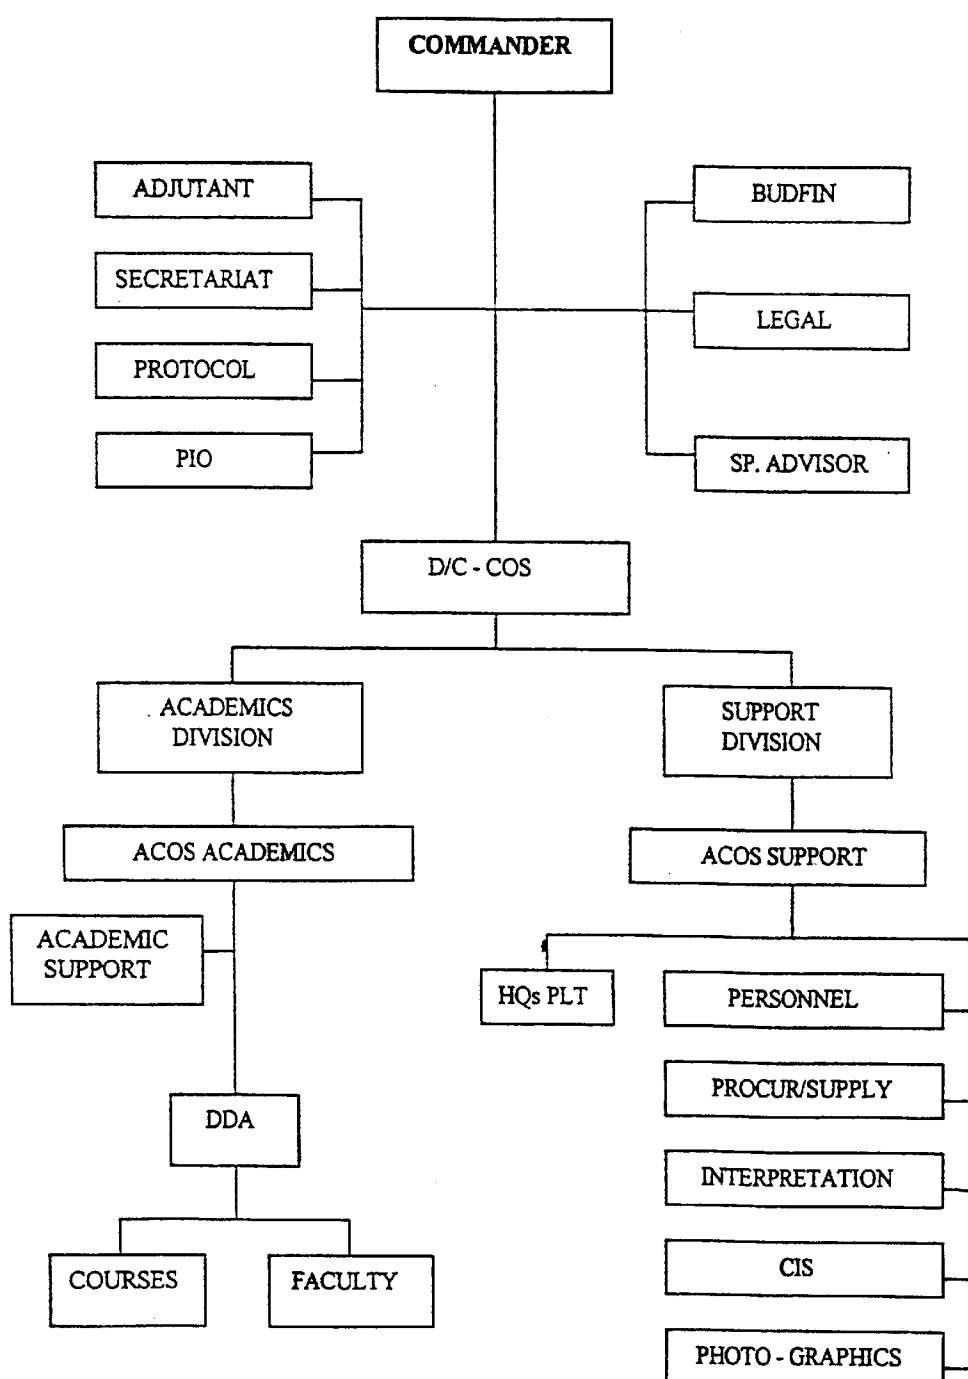 COMMANDER
ADJUTANT
SECRETARIAT
PROTOCOL
PIO
BUDFIN
LEGAL
SP. ADVISOR
D/C - COS
ACADEMICS
DIVISION
SUPPORT
DIVISION
ACOS ACADEMICS
ACOS SUPPORT
ACADEMIC
SUPPORT
HQs PLT
PERSONNEL
PROCUR/SUPPLY
INTERPRETATION
CIS
PHOTO - GRAPHICS
DDA
COURSES
FACULTY